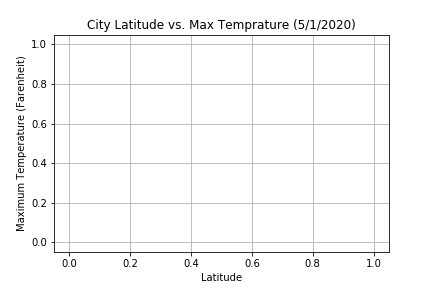 City Latitude vs. Max Temprature (5/1/2020)
Maximum Temperature (Farenheit)
1.0
0.8
0.6
0.4
0.2
0.0
0.0 0.2 0.4 0.6 0.8 1.0
Latitude